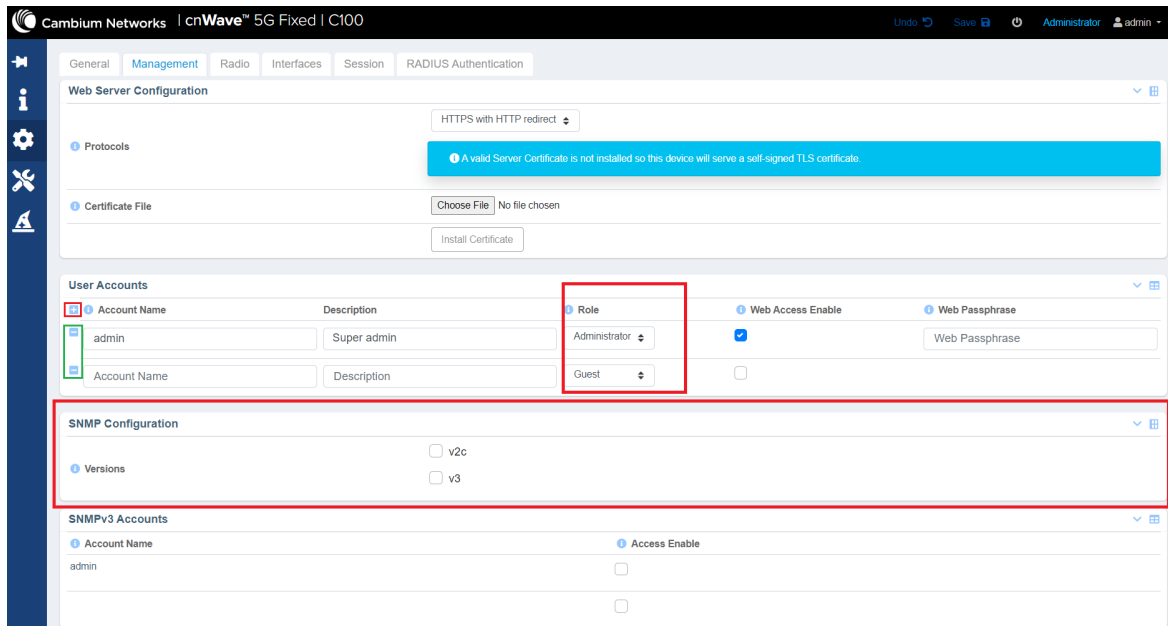 Cambium Networks | cnWave™ 5G Fixed | C100 Undo Save Administrator admin
General Management Radio Interfaces Session RADIUS Authentication
Web Server Configuration
HTTPS with HTTP redirect
Protocols
A valid Server Certificate is not installed so this device will serve a self-signed TLS certificate.
Certificate File Choose File No file chosen
Install Certificate
User Accounts
Account Name Description Role Web Access Enable Web Passphrase
admin Super admin Administrator Web Passphrase
Account Name Description Guest
SNMP Configuration
v2c
Versions
v3
SNMPv3 Accounts
Account Name Access Enable
admin